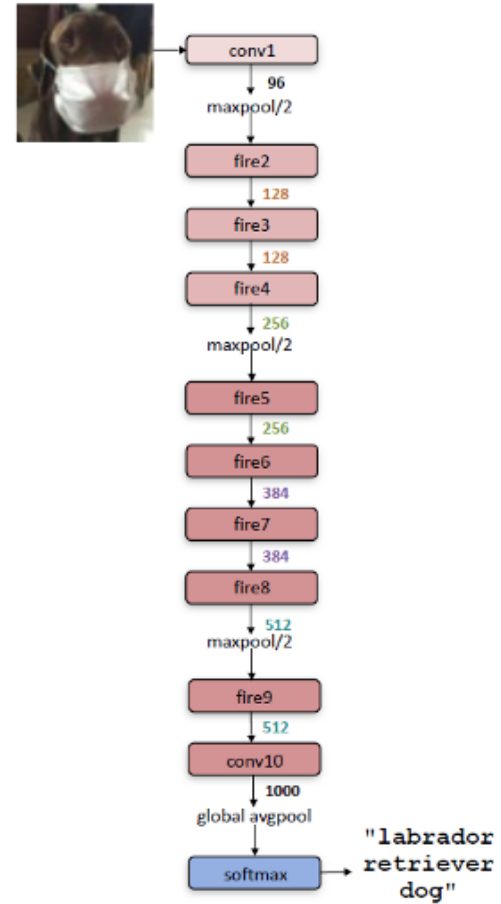 conv1
96
maxpool/2
fire2
128
fire3
128
fire4
256
maxpool/2
fire5
256
fire6
384
fire7
384
fire8
512
maxpool/2
fire9
512
conv10
1000
global avgpool
softmax
"labrador
retriever
dog"